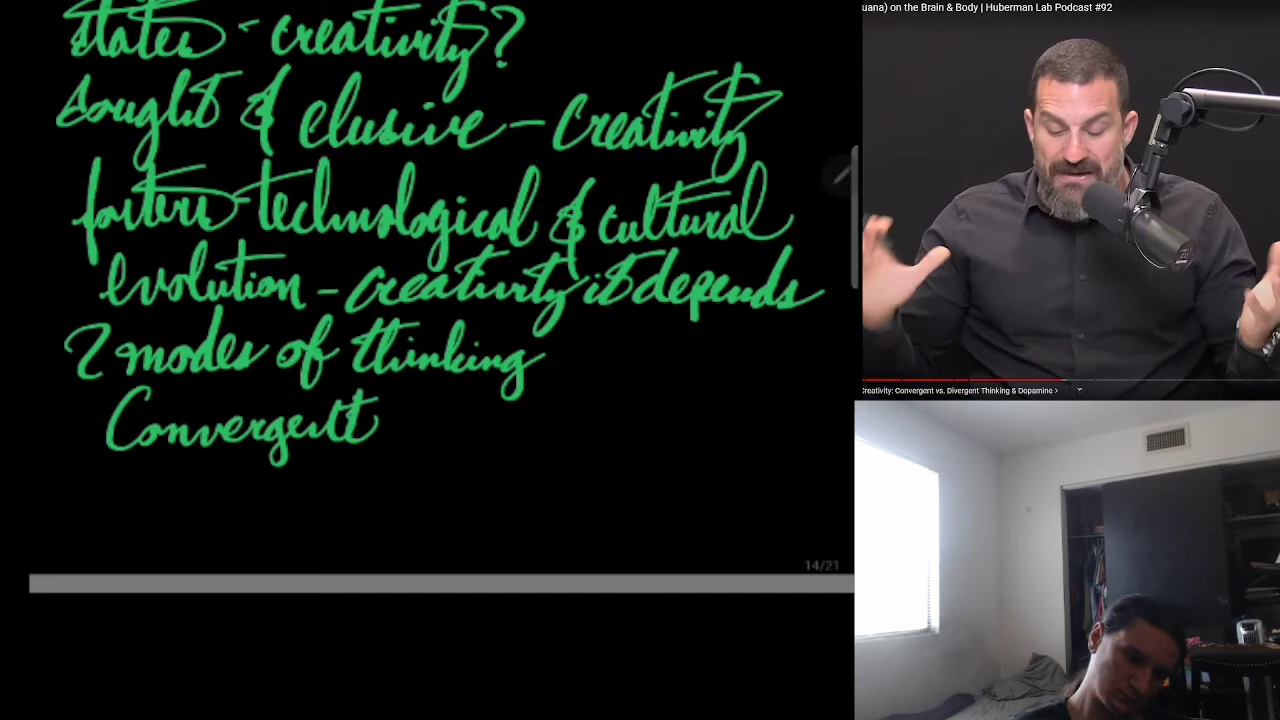 states - creativity?
sought & elusive - Creativity
fosters - technological & cultural
evolution - creativity it depends
2 modes of thinking
Convergent
14/21
uana) on the Brain & Body | Huberman Lab Podcast #92
Creativity: Convergent vs. Divergent Thinking & Dopamine >